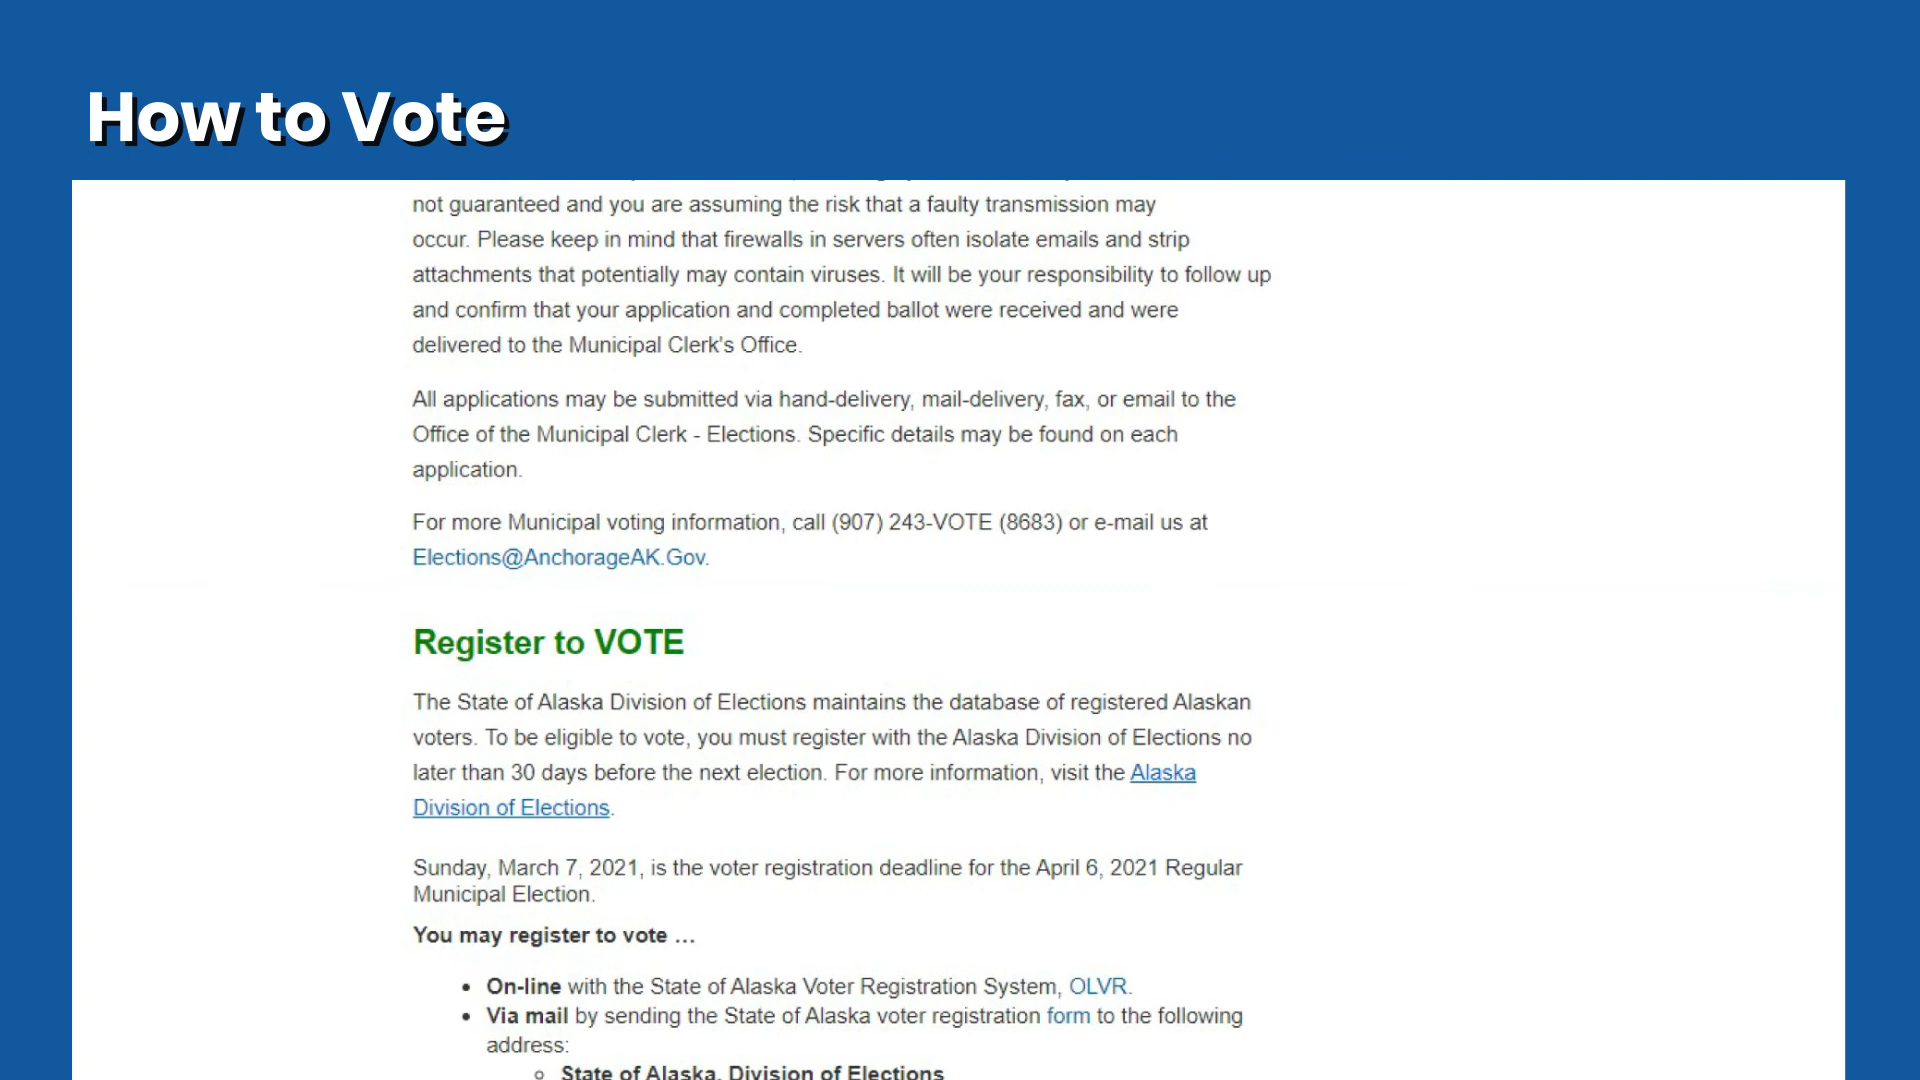 How to Vote
not guaranteed and you are assuming the risk that a faulty transmission may
occur. Please keep in mind that firewalls in servers often isolate emails and strip
attachments that potentially may contain viruses. It will be your responsibility to follow up
and confirm that your application and completed ballot were received and were
delivered to the Municipal Clerk's Office.
All applications may be submitted via hand-delivery, mail-delivery, fax, or email to the
Office of the Municipal Clerk - Elections. Specific details may be found on each
application.
For more Municipal voting information, call (907) 243-VOTE (8683) or e-mail us at
Elections@AnchorageAK.Gov.
Register to VOTE
The State of Alaska Division of Elections maintains the database of registered Alaskan
voters. To be eligible to vote, you must register with the Alaska Division of Elections no
later than 30 days before the next election. For more information, visit the Alaska
Division of Elections.
Sunday, March 7, 2021, is the voter registration deadline for the April 6, 2021 Regular
Municipal Election.
You may register to vote …
• On-line with the State of Alaska Voter Registration System, OLVR.
• Via mail by sending the State of Alaska voter registration form to the following
address:
○ State of Alaska, Division of Elections